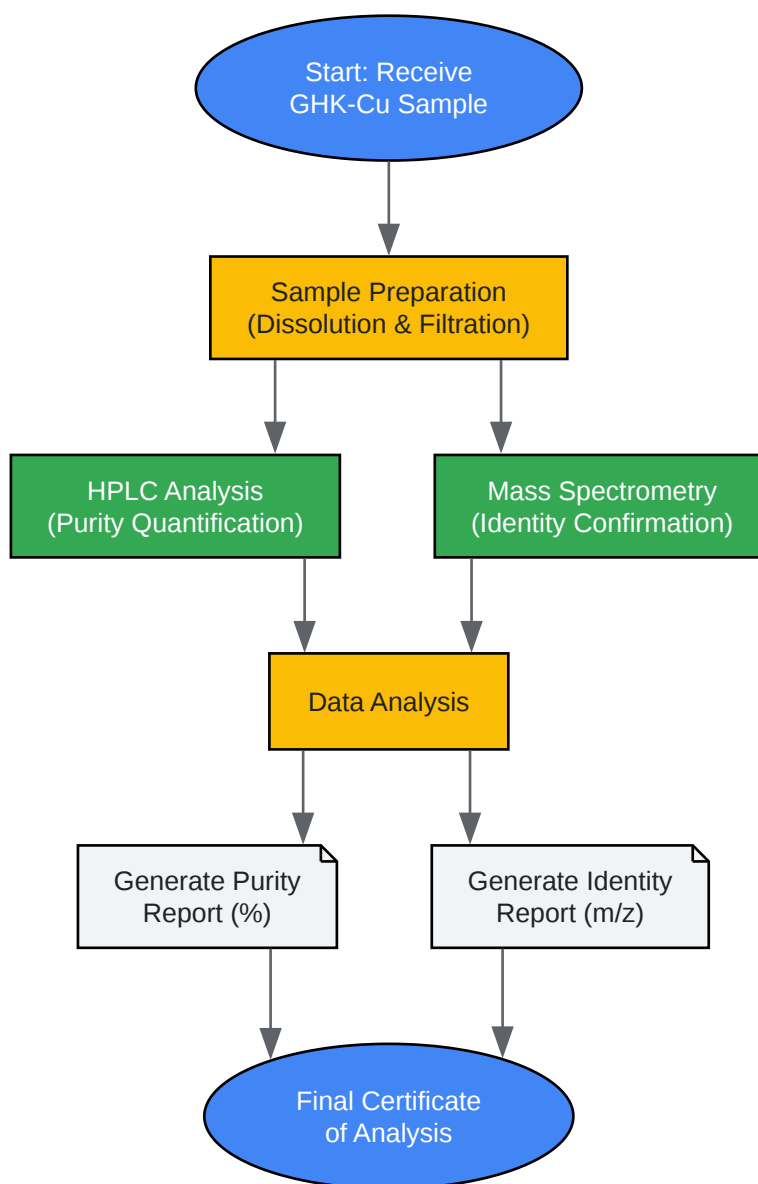 Start: Receive
GHK-Cu Sample
Sample Preparation
(Dissolution & Filtration)
HPLC Analysis
(Purity Quantification)
Mass Spectrometry
(Identity Confirmation)
Data Analysis
Generate Purity
Report (%)
Generate Identity
Report (m/z)
Final Certificate
of Analysis